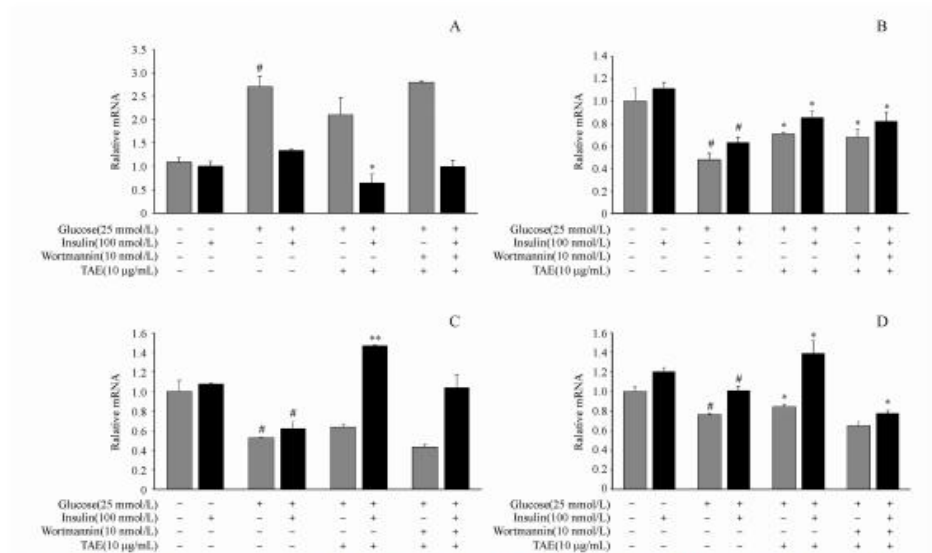 A
#
*
3.5
3.0
2.5
2.0
1.5
1.0
0.5
0
Ralative mRNA
Glucose(25 mmol/L) − − + + + + + +
Insulin(100 nmol/L) − + + + +
Wortmannin(10 nmol/L) − − + +
TAE(10 μg/mL) − − + + + +
B
# # * * * *
1.4
1.2
1.0
0.8
0.6
0.4
0.2
0
Ralative mRNA
Glucose(25 mmol/L) − − + + + + + +
Insulin(100 nmol/L) − + + + +
Wortmannin(10 nmol/L) − − + +
TAE(10 μg/mL) − − + + + +
C
# # **
1.6
1.4
1.2
1.0
0.8
0.6
0.4
0.2
0
Ralative mRNA
Glucose(25 mmol/L) − − + + + + + +
Insulin(100 nmol/L) − + + + +
Wortmannin(10 nmol/L) − − + +
TAE(10 μg/mL) − − + + + +
D
# # * * *
1.6
1.4
1.2
1.0
0.8
0.6
0.4
0.2
0
Ralative mRNA
Glucose(25 mmol/L) − − + + + + + +
Insulin(100 nmol/L) − + + + +
Wortmannin(10 nmol/L) − − + +
TAE(10 μg/mL) − − + + + +